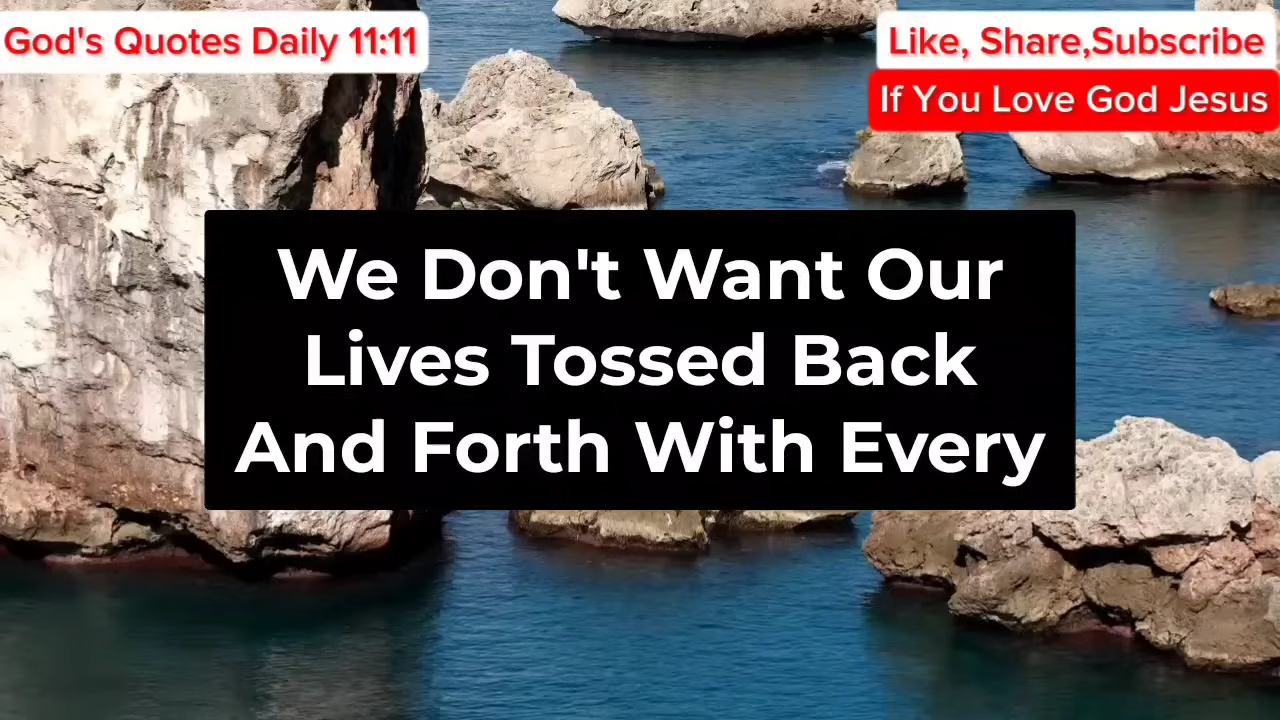 God's Quotes Daily 11:11
Like, Share,Subscribe
If You Love God Jesus
We Don't Want Our
Lives Tossed Back
And Forth With Every